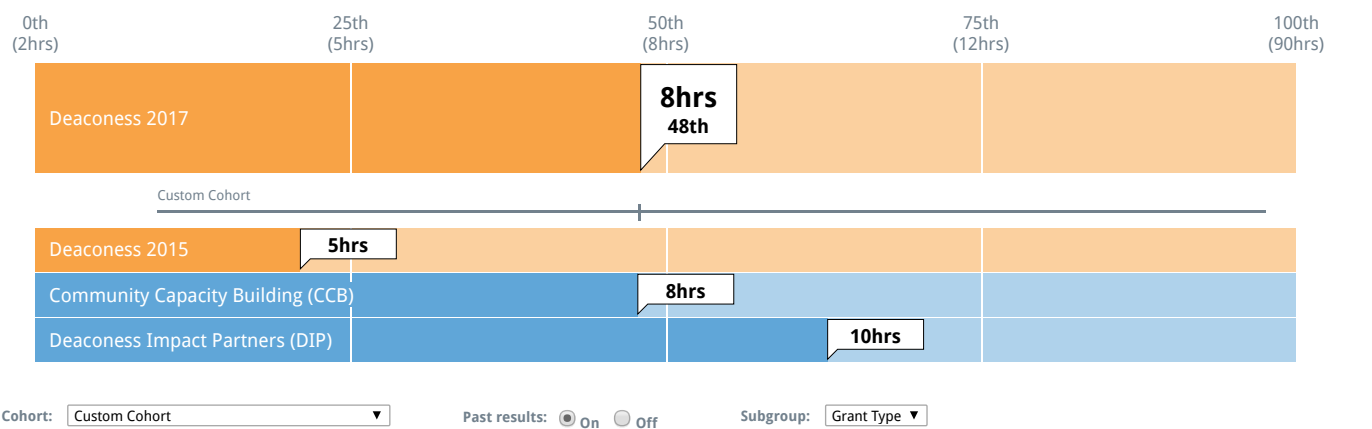 0th 25th 50th 75th 100th
(2hrs) (5hrs) (8hrs) (12hrs) (90hrs)
Deaconess 2017
8hrs
48th
Custom Cohort
Deaconess 2015 5hrs
Community Capacity Building (CCB) 8hrs
Deaconess Impact Partners (DIP) 10hrs
Cohort: Custom Cohort Past results: On Off Subgroup: Grant Type